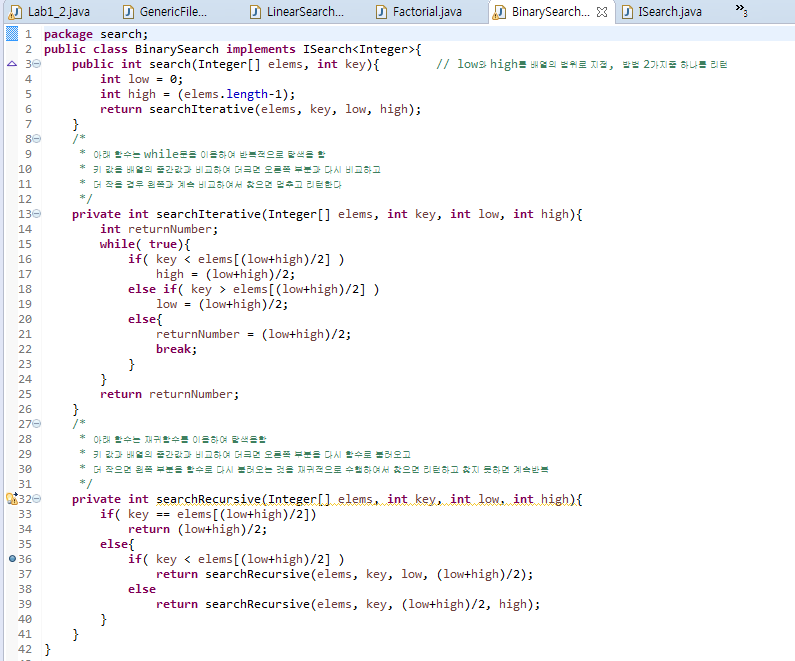 Lab1_2.java GenericFile... LinearSearch... Factorial.java BinarySearch... ISearch.java »3
1 package search;
2 public class BinarySearch implements ISearch<Integer>{
3 public int search(Integer[] elems, int key){ // low와 high를 배열의 범위로 지정, 방법 2가지중 하나를 리턴
4 int low = 0;
5 int high = (elems.length-1);
6 return searchIterative(elems, key, low, high);
7 }
8 /*
9 * 아래 함수는 while문을 이용하여 반복적으로 탐색을 함
10 * 키 값을 배열의 중간값과 비교하여 더크면 오른쪽 부분과 다시 비교하고
11 * 더 작을 경우 왼쪽과 계속 비교하여서 찾으면 멈추고 리턴한다
12 */
13 private int searchIterative(Integer[] elems, int key, int low, int high){
14 int returnNumber;
15 while( true){
16 if( key < elems[(low+high)/2] )
17 high = (low+high)/2;
18 else if( key > elems[(low+high)/2] )
19 low = (low+high)/2;
20 else{
21 returnNumber = (low+high)/2;
22 break;
23 }
24 }
25 return returnNumber;
26 }
27 /*
28 * 아래 함수는 재귀함수를 이용하여 탐색을함
29 * 키 값과 배열의 중간값과 비교하여 더크면 오른쪽 부분을 다시 함수로 불러오고
30 * 더 작으면 왼쪽 부분을 함수로 다시 불러오는 것을 재귀적으로 수행하여서 찾으면 리턴하고 찾지 못하면 계속반복
31 */
32 private int searchRecursive(Integer[] elems, int key, int low, int high){
33 if( key == elems[(low+high)/2])
34 return (low+high)/2;
35 else{
36 if( key < elems[(low+high)/2] )
37 return searchRecursive(elems, key, low, (low+high)/2);
38 else
39 return searchRecursive(elems, key, (low+high)/2, high);
40 }
41 }
42 }